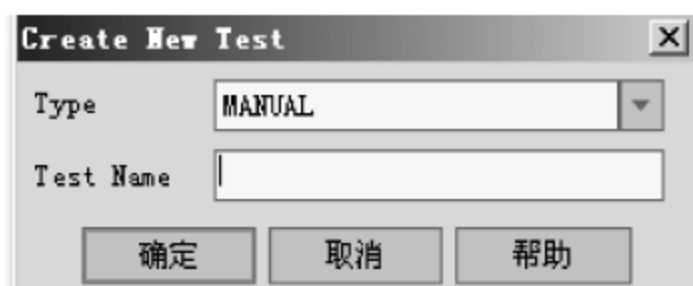 Create New Test
Type MANUAL
Test Name
确定 取消 帮助